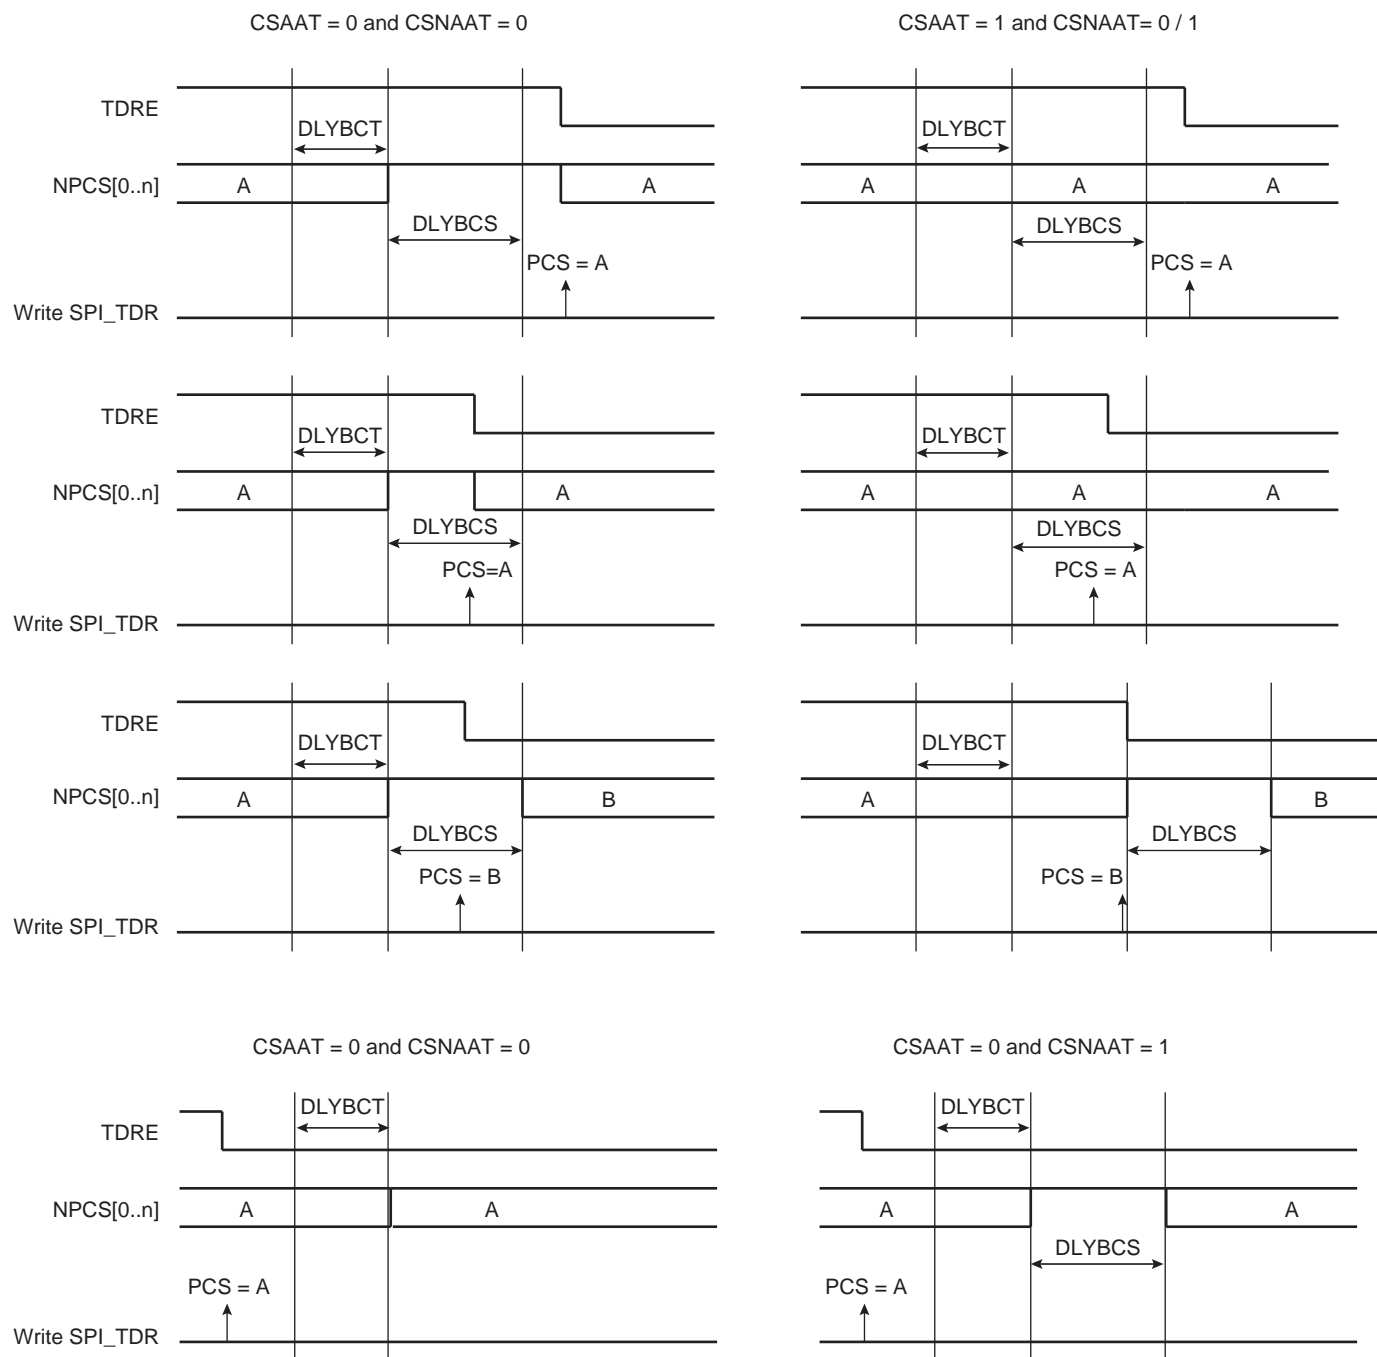 CSAAT = 0 and CSNAAT = 0
CSAAT = 1 and CSNAAT= 0 / 1
TDRE
DLYBCT
DLYBCT
NPCS[0..n]
A
A
A
A
A
DLYBCS
DLYBCS
PCS = A
PCS = A
Write SPI_TDR
TDRE
DLYBCT
DLYBCT
NPCS[0..n]
A
A
A
A
A
DLYBCS
DLYBCS
PCS=A
PCS = A
Write SPI_TDR
TDRE
DLYBCT
DLYBCT
NPCS[0..n]
A
B
A
B
DLYBCS
DLYBCS
PCS = B
PCS = B
Write SPI_TDR
CSAAT = 0 and CSNAAT = 0
CSAAT = 0 and CSNAAT = 1
DLYBCT
DLYBCT
TDRE
NPCS[0..n]
A
A
A
A
DLYBCS
PCS = A
PCS = A
Write SPI_TDR